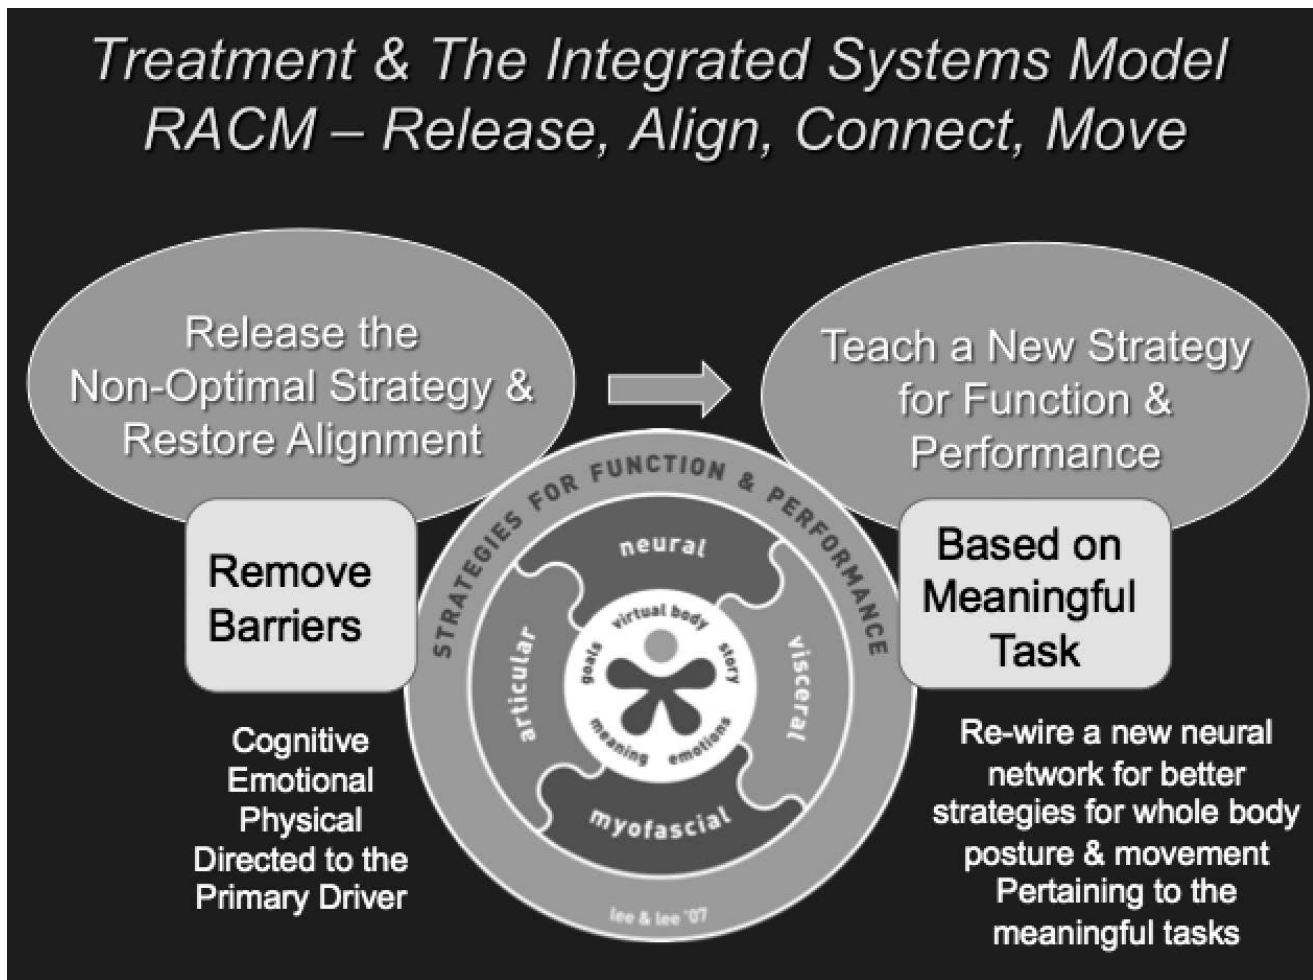 Treatment & The Integrated Systems Model
RACM – Release, Align, Connect, Move
Release the
Non-Optimal Strategy &
Restore Alignment
Teach a New Strategy
for Function &
Performance
Remove
Barriers
Based on
Meaningful
Task
STRATEGIES FOR FUNCTION & PERFORMANCE
neural
articular
visceral
myofascial
virtual body
goals
story
meaning
emotions
lee & lee '07
Cognitive
Emotional
Physical
Directed to the
Primary Driver
Re-wire a new neural
network for better
strategies for whole body
posture & movement
Pertaining to the
meaningful tasks